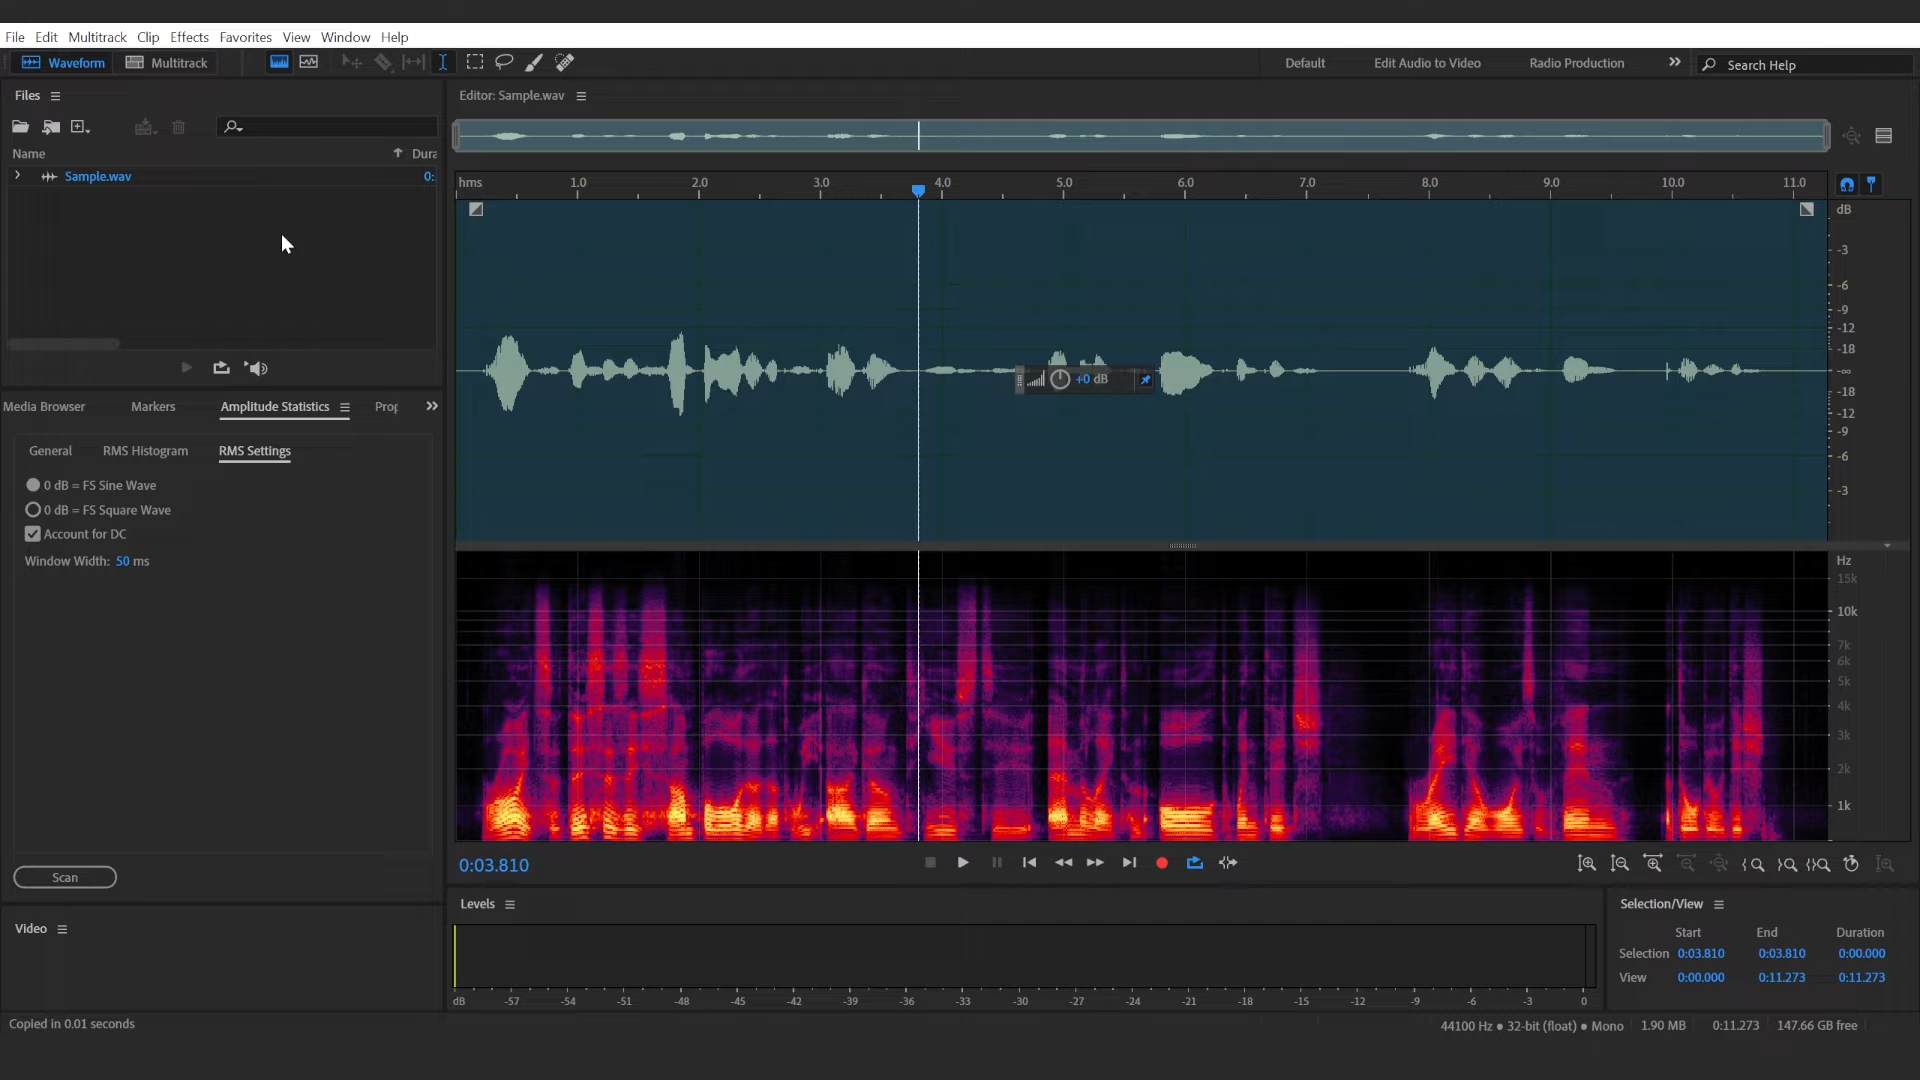 File Edit Multitrack Clip Effects Favorites View Window Help
Waveform Multitrack Default Edit Audio to Video Radio Production Search Help
Files Editor: Sample.wav
Name Dura
Sample.wav 0:
hms 1.0 2.0 3.0 4.0 5.0 6.0 7.0 8.0 9.0 10.0 11.0
dB
-3
-6
-9
-12
-18
-∞
-18
-12
-9
-6
-3
+0 dB
Media Browser Markers Amplitude Statistics Prop
General RMS Histogram RMS Settings
0 dB = FS Sine Wave
0 dB = FS Square Wave
Account for DC
Window Width: 50 ms
Hz
15k
10k
7k
6k
5k
4k
3k
2k
1k
Scan
0:03.810
Video
Levels
dB -57 -54 -51 -48 -45 -42 -39 -36 -33 -30 -27 -24 -21 -18 -15 -12 -9 -6 -3 0
Selection/View
Start End Duration
Selection 0:03.810 0:03.810 0:00.000
View 0:00.000 0:11.273 0:11.273
Copied in 0.01 seconds
44100 Hz ● 32-bit (float) ● Mono 1.90 MB 0:11.273 147.66 GB free